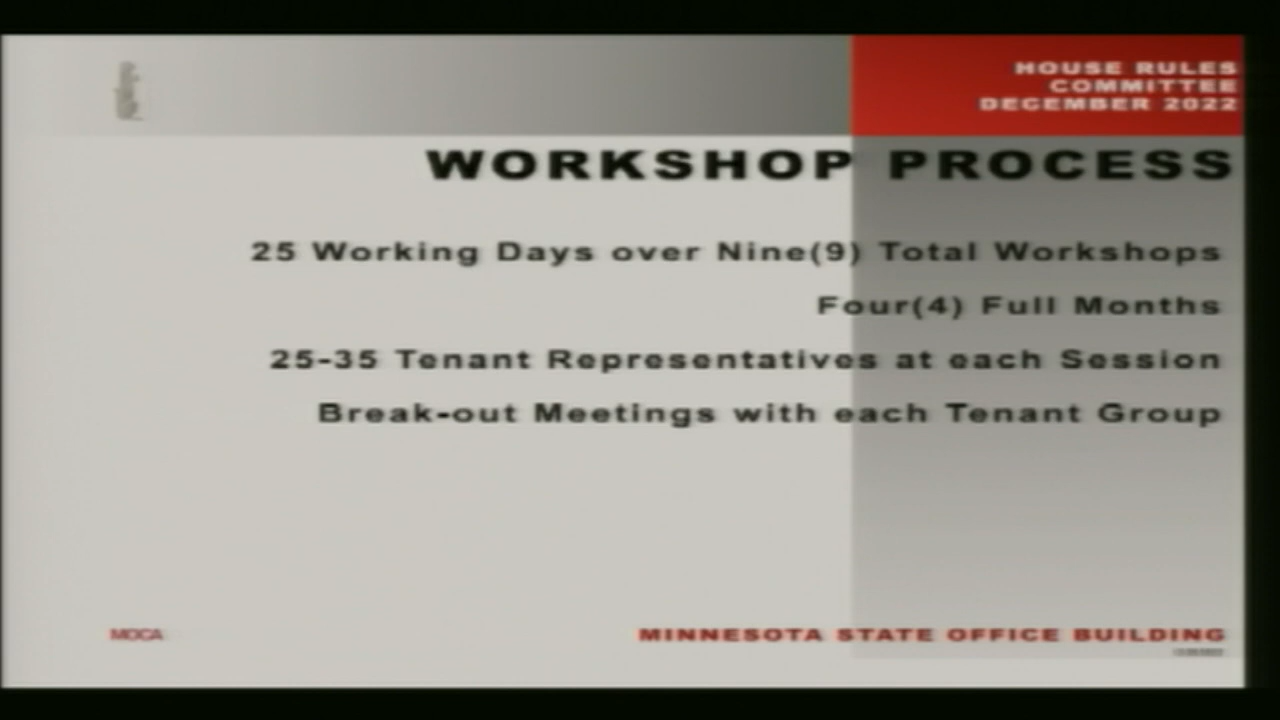 HOUSE RULES
COMMITTEE
DECEMBER 2022
WORKSHOP PROCESS
25 Working Days over Nine(9) Total Workshops
Four(4) Full Months
25-35 Tenant Representatives at each Session
Break-out Meetings with each Tenant Group
MOCA
MINNESOTA STATE OFFICE BUILDING